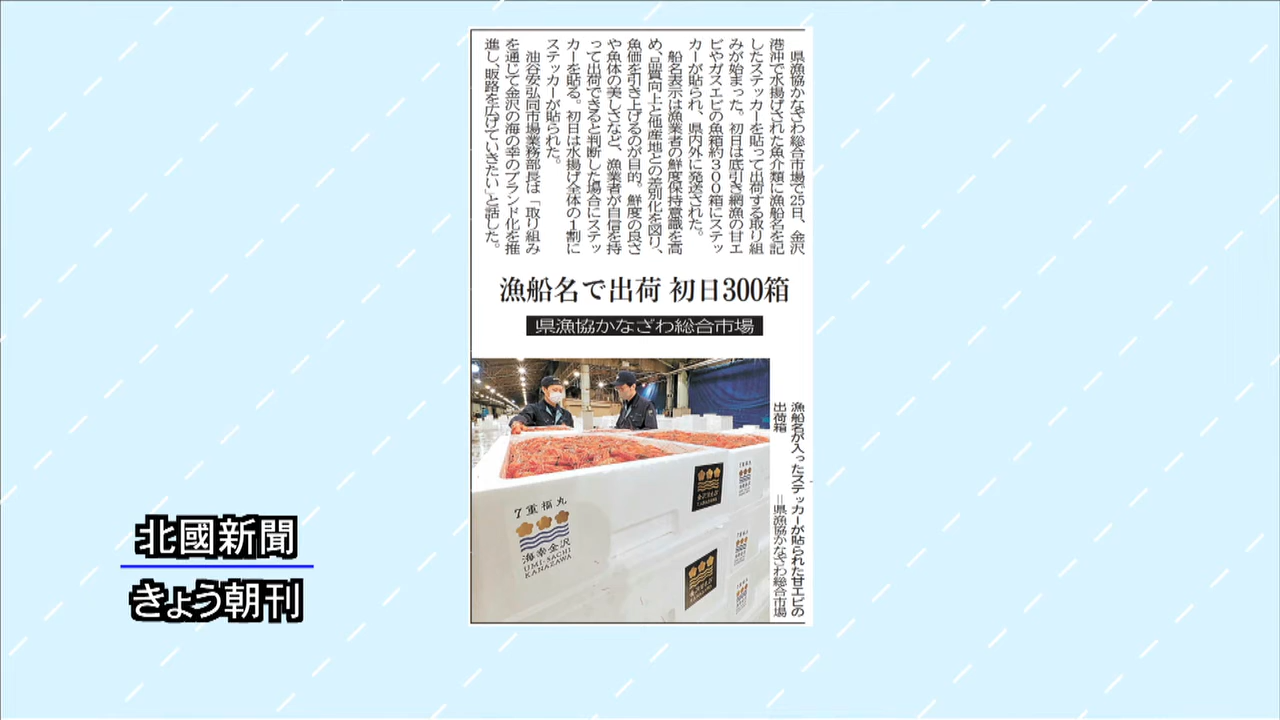 県漁協かなざわ総合市場で25日、金沢
港沖で水揚げされた魚介類に漁船名を記
したステッカーを貼って出荷する取り組
みが始まった。初日は底引き網漁の甘エ
ビやガスエビの魚箱約300箱にステッ
カーが貼られ、県内外に発送された。
船名表示は漁業者の鮮度保持意識を高
め、品質向上と他産地との差別化を図り、
魚価を引き上げるのが目的。鮮度の良さ
や魚体の美しさなど、漁業者が自信を持
って出荷できると判断した場合にステッ
カーを貼る。初日は水揚げ全体の1割に
ステッカーが貼られた。
油谷安弘同市場業務部長は「取り組み
を通じて金沢の海の幸のブランド化を推
進し、販路を広げていきたい」と話した。
漁船名で出荷 初日300箱
県漁協かなざわ総合市場
漁船名が入ったステッカーが貼られた甘エビの
出荷箱 =県漁協かなざわ総合市場
7重福丸
海幸金沢
UMI-SACHI
KANAZAWA
北國新聞
きょう朝刊